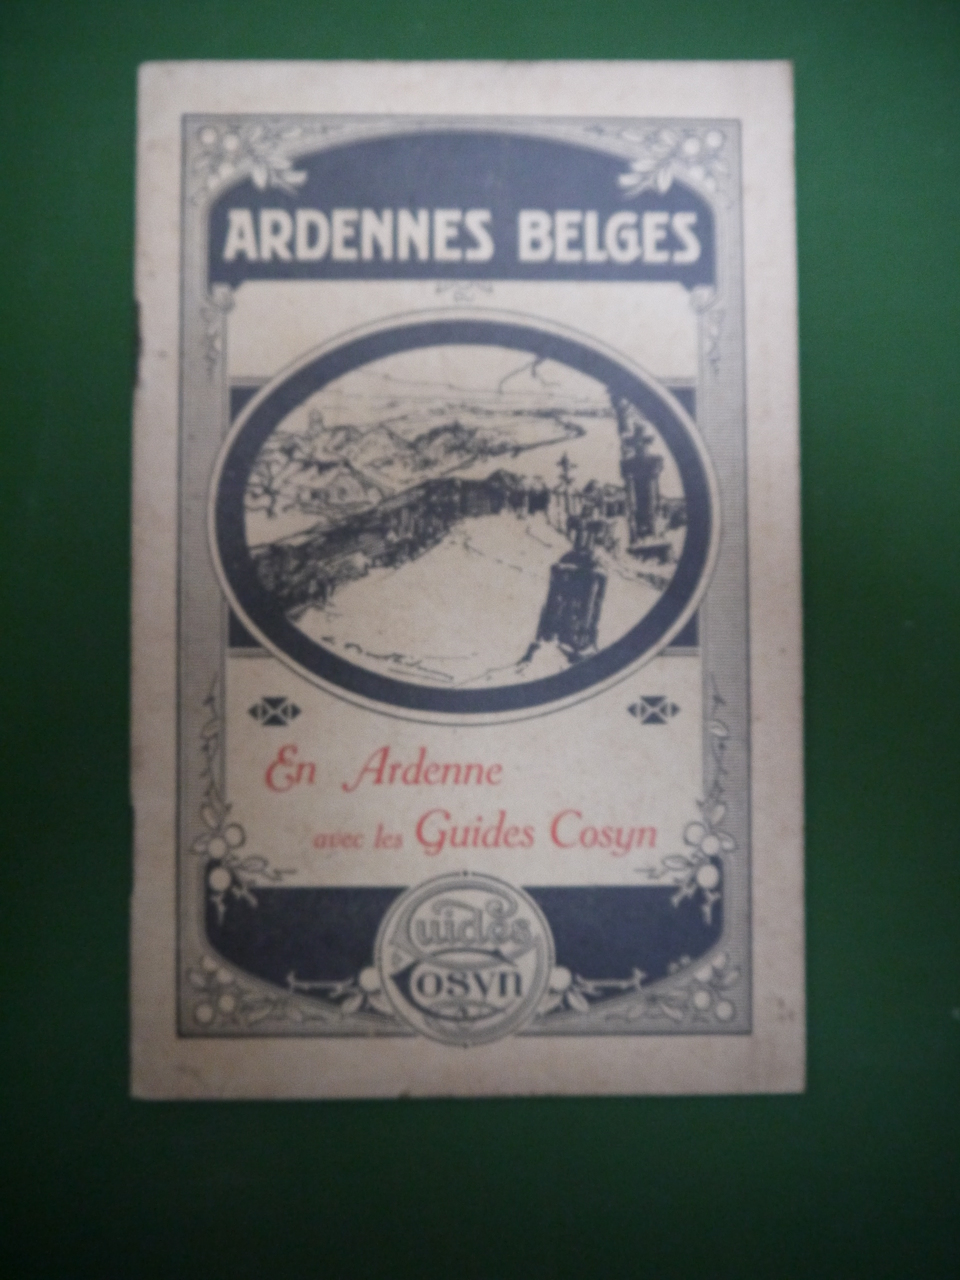 ARDENNES BELGES
En Ardenne
avec les Guides Cosyn
Guides
Cosyn